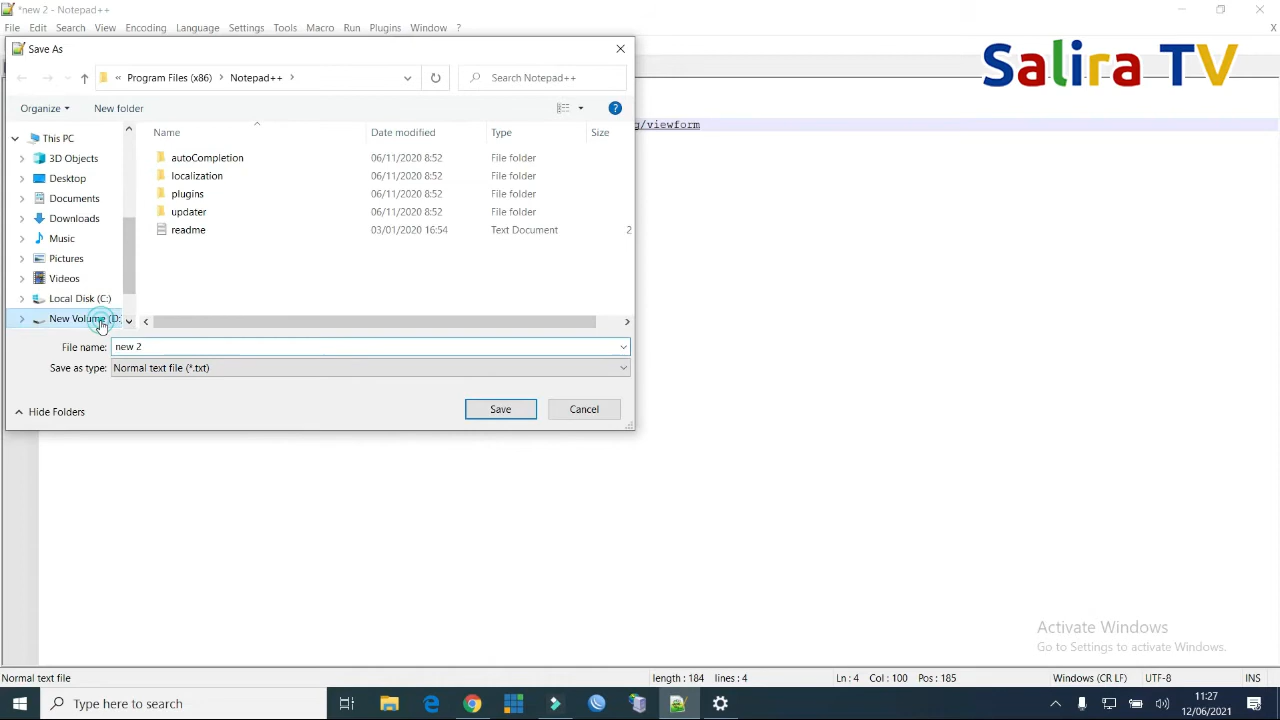 *new 2 - Notepad++
File Edit Search View Encoding Language Settings Tools Macro Run Plugins Window ? X
Salira TV
Save As
« Program Files (x86) > Notepad++ >
Search Notepad++
Organize
New folder
Name Date modified Type Size
This PC
3D Objects
Desktop
Documents
Downloads
Music
Pictures
Videos
Local Disk (C:)
New Volume (D:
autoCompletion 06/11/2020 8:52 File folder
localization 06/11/2020 8:52 File folder
plugins 06/11/2020 8:52 File folder
updater 06/11/2020 8:52 File folder
readme 03/01/2020 16:54 Text Document 2
g/viewform
File name: new 2
Save as type: Normal text file (*.txt)
Hide Folders
Save
Cancel
Activate Windows
Go to Settings to activate Windows.
Normal text file length : 184 lines : 4 Ln : 4 Col : 100 Pos : 185 Windows (CR LF) UTF-8 INS
Type here to search
11:27
12/06/2021